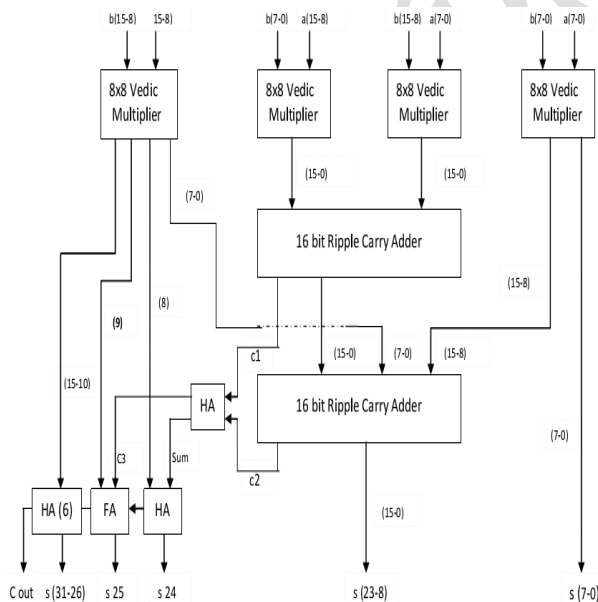 b(15-8) 15-8) b(7-0) a(15-8) b(15-8) a(7-0) b(7-0) a(7-0)
8x8 Vedic Multiplier
8x8 Vedic Multiplier
8x8 Vedic Multiplier
8x8 Vedic Multiplier
(7-0) (15-0) (15-0)
16 bit Ripple Carry Adder
(15-8)
(9) (8)
c1 (15-0) (7-0) (15-8)
(15-10)
HA
16 bit Ripple Carry Adder
(7-0)
C3 Sum c2
HA (6) FA HA
(15-0)
C out s (31-26) s 25 s 24 s (23-8) s (7-0)